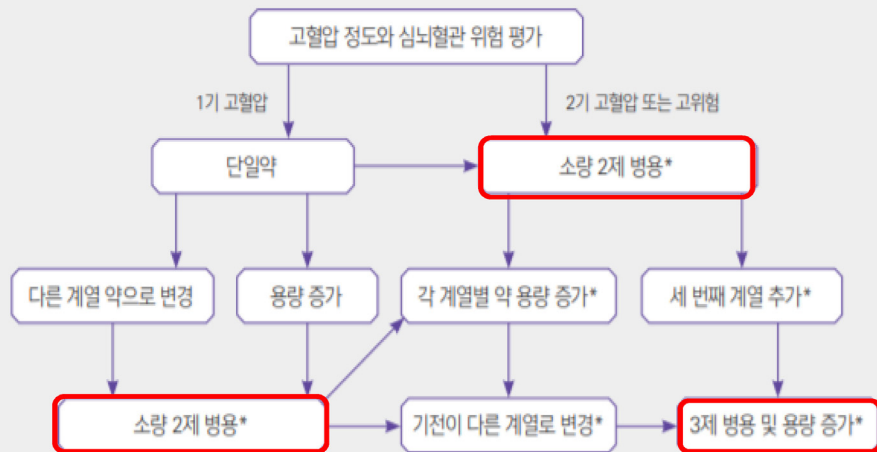 고혈압 정도와 심뇌혈관 위험 평가
1기 고혈압
2기 고혈압 또는 고위험
단일약
소량 2제 병용*
다른 계열 약으로 변경
용량 증가
각 계열별 약 용량 증가*
세 번째 계열 추가*
소량 2제 병용*
기전이 다른 계열로 변경*
3제 병용 및 용량 증가*